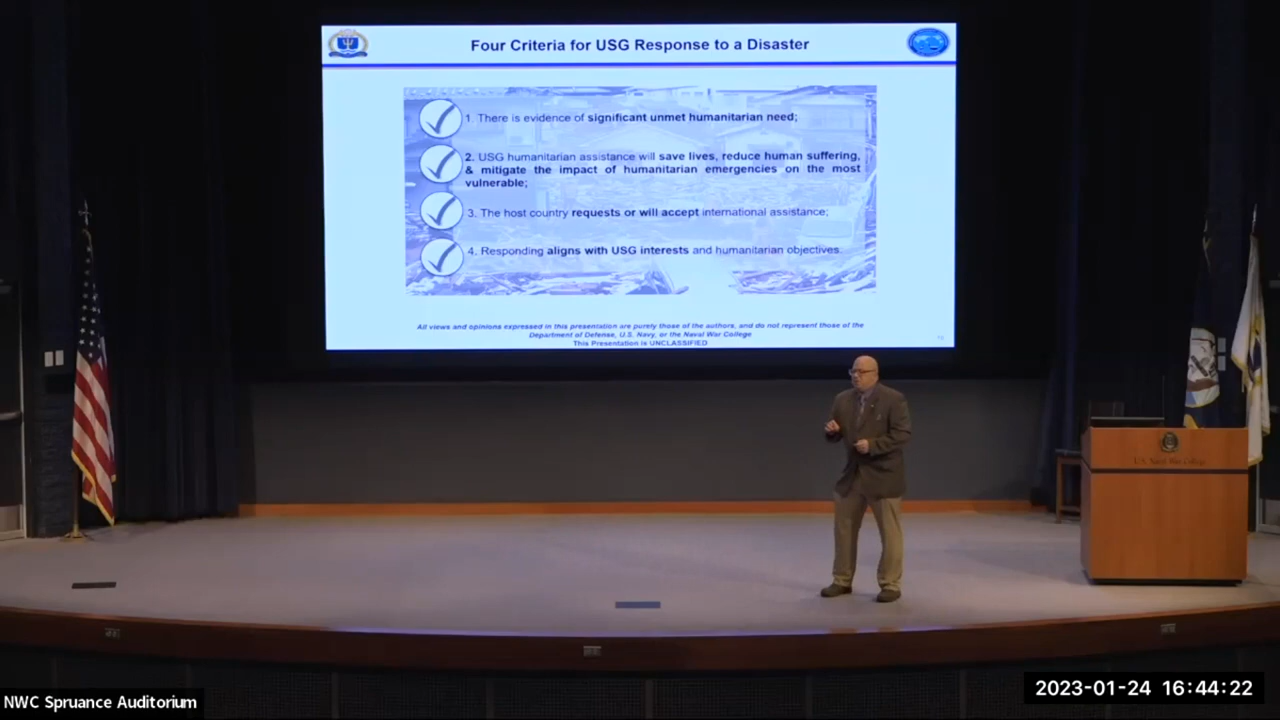 Four Criteria for USG Response to a Disaster
1. There is evidence of significant unmet humanitarian need;
2. USG humanitarian assistance will save lives, reduce human suffering,
& mitigate the impact of humanitarian emergencies on the most
vulnerable;
3. The host country requests or will accept international assistance;
4. Responding aligns with USG interests and humanitarian objectives.
All views and opinions expressed in this presentation are purely those of the authors, and do not represent those of the
Department of Defense, U.S. Navy, or the Naval War College
This Presentation is UNCLASSIFIED
U.S. Naval War College
NWC Spruance Auditorium
2023-01-24 16:44:22